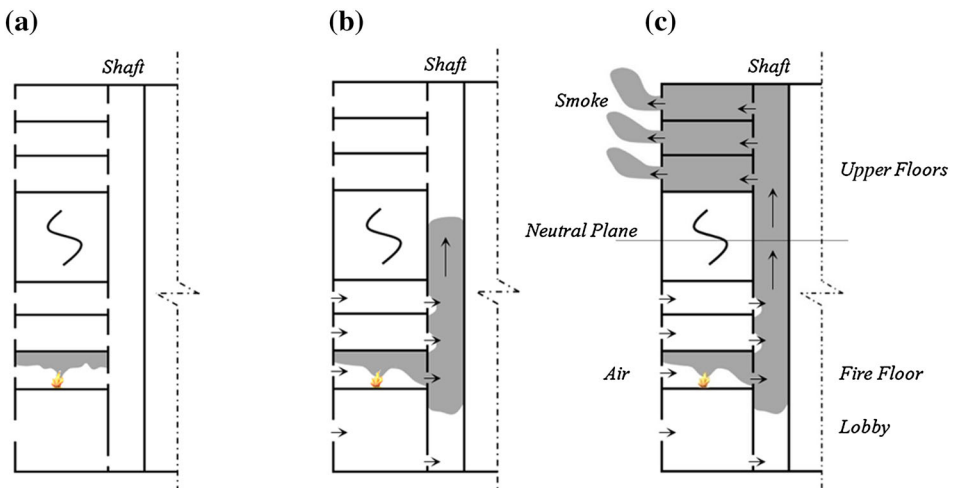 (a)
(b)
(c)
Shaft
Shaft
Shaft
Smoke
Upper Floors
Neutral Plane
Air
Fire Floor
Lobby